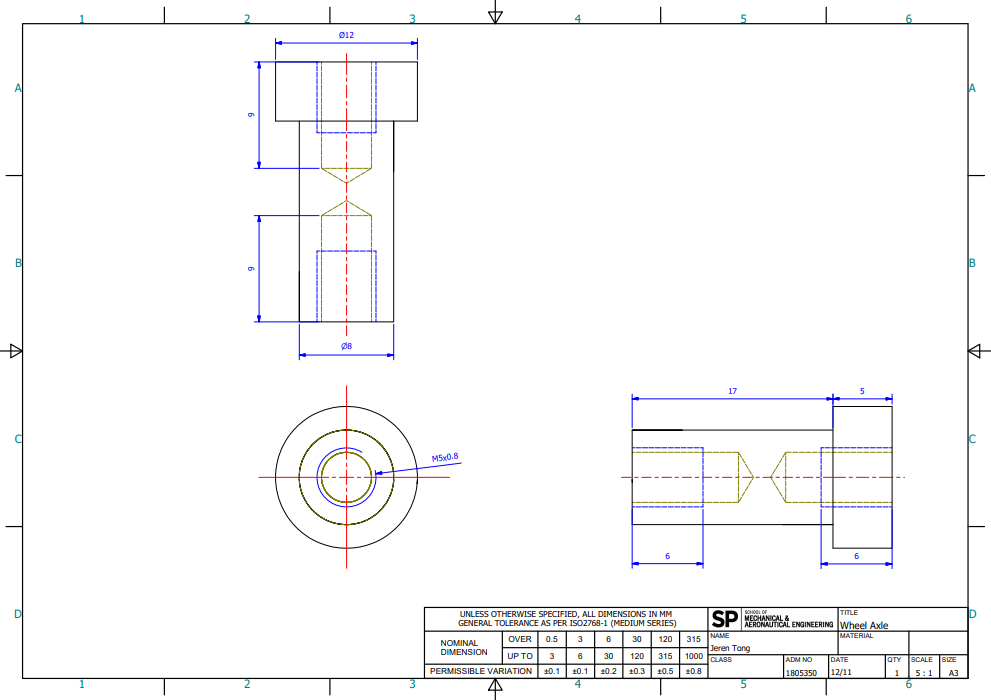 1 2 3 4 5 6
A A
B B
C C
D D
Ø12
9
9
Ø8
M5x0.8
17 5
6 6
UNLESS OTHERWISE SPECIFIED, ALL DIMENSIONS IN MM
GENERAL TOLERANCE AS PER ISO2768-1 (MEDIUM SERIES)
NOMINAL
DIMENSION
OVER 0.5 3 6 30 120 315
UP TO 3 6 30 120 315 1000
PERMISSIBLE VARIATION ±0.1 ±0.1 ±0.2 ±0.3 ±0.5 ±0.8
SP
SCHOOL OF
MECHANICAL &
AERONAUTICAL ENGINEERING
TITLE
Wheel Axle
NAME
Jeren Tong
MATERIAL
CLASS
ADM NO
1805350
DATE
12/11
QTY
1
SCALE
5 : 1
SIZE
A3
1 2 3 4 5 6